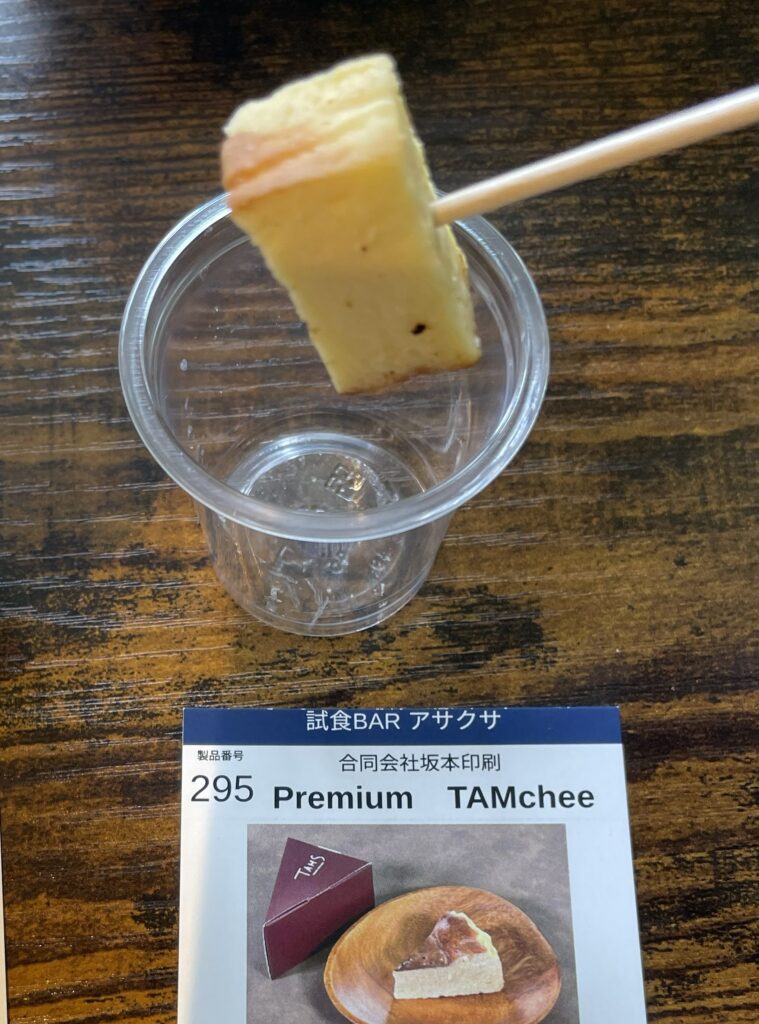 試食BAR アサクサ
製品番号
合同会社坂本印刷
295
Premium TAMchee
TAMS